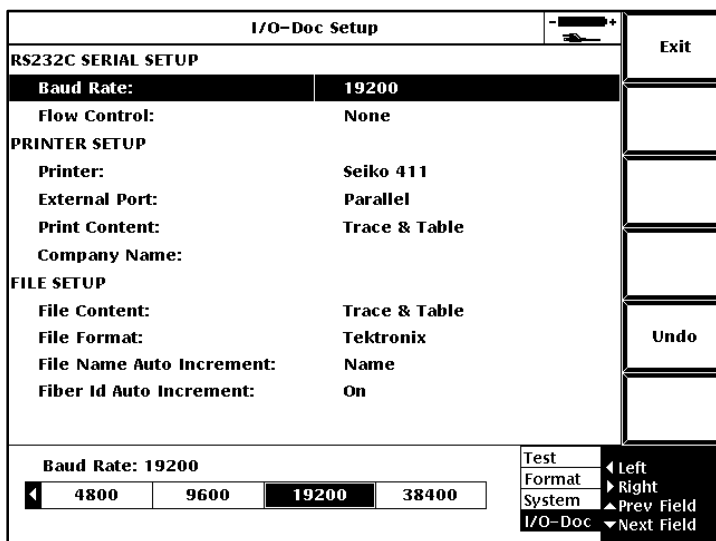 I/O-Doc Setup
- +
Exit
RS232C SERIAL SETUP
Baud Rate: 19200
Flow Control: None
PRINTER SETUP
Printer: Seiko 411
External Port: Parallel
Print Content: Trace & Table
Company Name:
FILE SETUP
File Content: Trace & Table
File Format: Tektronix
Undo
File Name Auto Increment: Name
Fiber Id Auto Increment: On
Baud Rate: 19200
4800 9600 19200 38400
Test
Format
System
I/O-Doc
Left
Right
Prev Field
Next Field